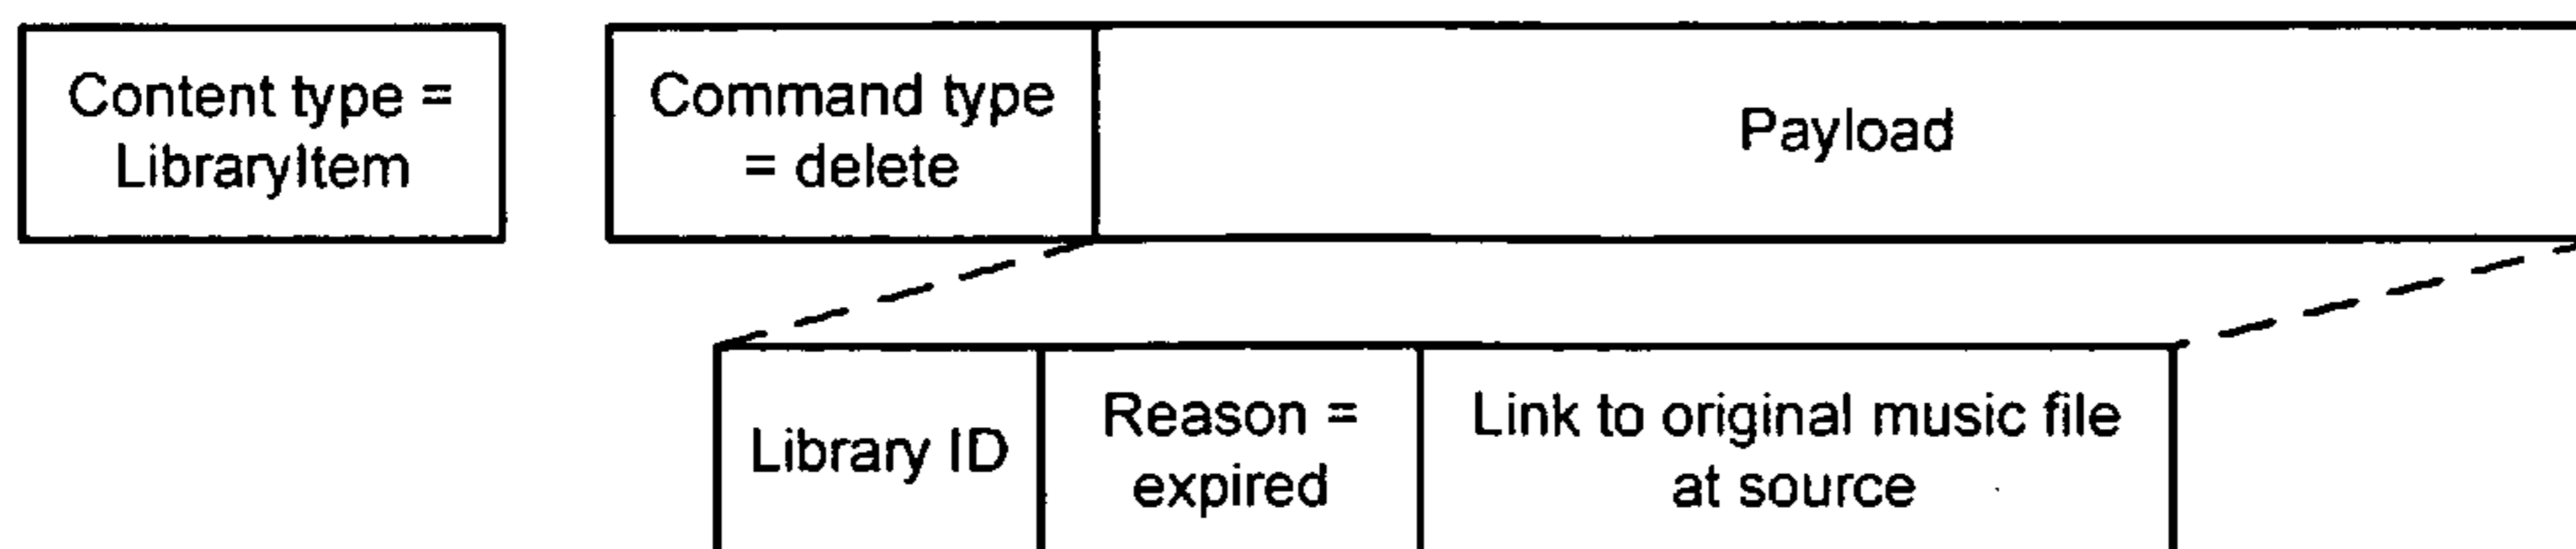 Content type =
LibraryItem
Command type
= delete
Payload
Library ID
Reason =
expired
Link to original music file
at source